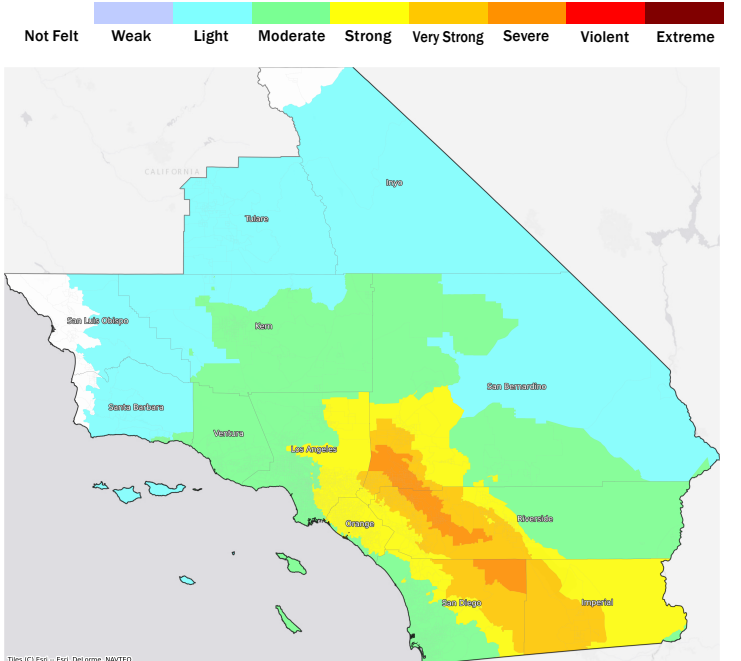 Not Felt Weak Light Moderate Strong Very Strong Severe Violent Extreme
CALIFORNIA
Inyo
Tulare
San Luis Obispo
Kern
San Bernardino
Santa Barbara
Ventura
Los Angeles
Riverside
Orange
San Diego
Imperial
Tiles (C) Esri -- Esri, DeLorme, NAVTEQ